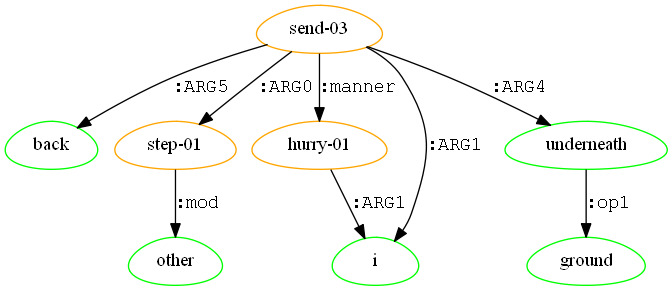 send-03
:ARG5 :ARG0 :manner :ARG1 :ARG4
back step-01 hurry-01 underneath
:mod :ARG1 :op1
other i ground